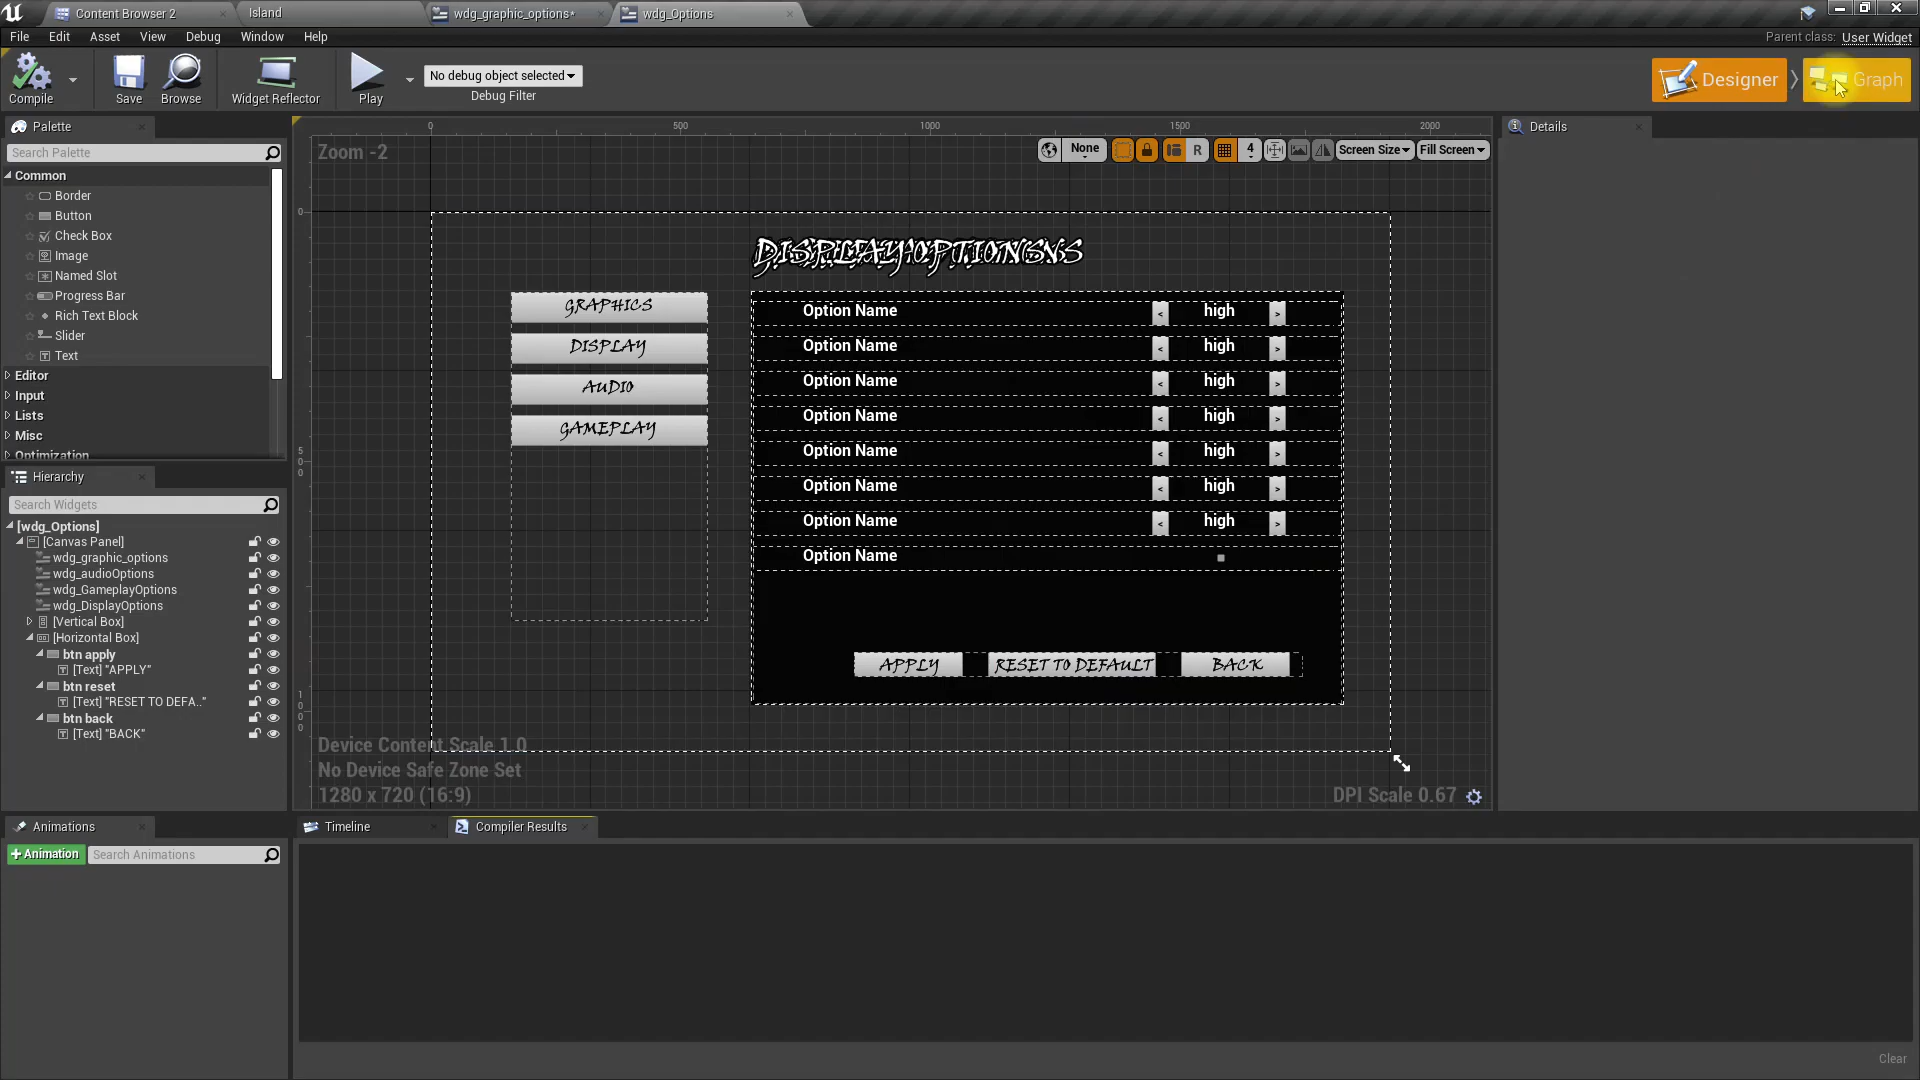 Content Browser 2
Island
wdg_graphic_options*
wdg_Options
File
Edit
Asset
View
Debug
Window
Help
Parent class: User Widget
Compile
Save
Browse
Widget Reflector
Play
No debug object selected
Debug Filter
Designer
Graph
Palette
Search Palette
Common
Border
Button
Check Box
Image
Named Slot
Progress Bar
Rich Text Block
Slider
Text
Editor
Input
Lists
Misc
Optimization
Hierarchy
Search Widgets
[wdg_Options]
[Canvas Panel]
wdg_graphic_options
wdg_audioOptions
wdg_GameplayOptions
wdg_DisplayOptions
[Vertical Box]
[Horizontal Box]
btn apply
[Text] "APPLY"
btn reset
[Text] "RESET TO DEFA.."
btn back
[Text] "BACK"
Animations
+Animation
Search Animations
0
500
1000
1500
2000
0
500
1000
Zoom -2
None
R
4
Screen Size
Fill Screen
GRAPHICS
DISPLAY
AUDIO
GAMEPLAY
Option Name < high >
Option Name < high >
Option Name < high >
Option Name < high >
Option Name < high >
Option Name < high >
Option Name < high >
Option Name
APPLY
RESET TO DEFAULT
BACK
Device Content Scale 1.0
No Device Safe Zone Set
1280 x 720 (16:9)
DPI Scale 0.67
Details
Timeline
Compiler Results
Clear